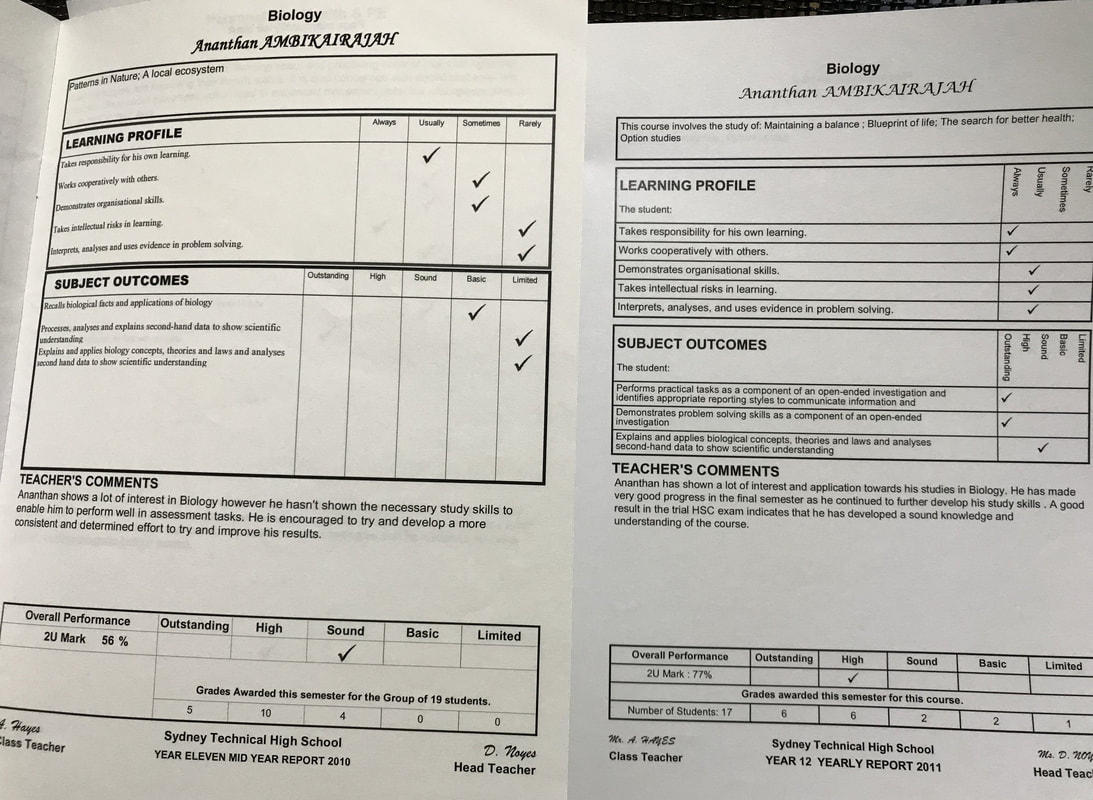 Biology
Ananthan AMBIKAIRAJAH
Patterns in Nature; A local ecosystem
LEARNING PROFILE
Always Usually Sometimes Rarely
Takes responsibility for his own learning.
Works cooperatively with others.
Demonstrates organisational skills.
Takes intellectual risks in learning.
Interprets, analyses and uses evidence in problem solving.
SUBJECT OUTCOMES
Outstanding High Sound Basic Limited
Recalls biological facts and applications of biology
Processes, analyses and explains second-hand data to show scientific
understanding
Explains and applies biology concepts, theories and laws and analyses
second hand data to show scientific understanding
TEACHER'S COMMENTS
Ananthan shows a lot of interest in Biology however he hasn't shown the necessary study skills to
enable him to perform well in assessment tasks. He is encouraged to try and develop a more
consistent and determined effort to try and improve his results.
Overall Performance Outstanding High Sound Basic Limited
2U Mark 56 %
Grades Awarded this semester for the Group of 19 students.
5 10 4 0 0
A. Hayes
Class Teacher
Sydney Technical High School
YEAR ELEVEN MID YEAR REPORT 2010
D. Noyes
Head Teacher
Biology
Ananthan AMBIKAIRAJAH
This course involves the study of: Maintaining a balance ; Blueprint of life; The search for better health;
Option studies
LEARNING PROFILE
Always Usually Sometimes Rarely
The student:
Takes responsibility for his own learning.
Works cooperatively with others.
Demonstrates organisational skills.
Takes intellectual risks in learning.
Interprets, analyses, and uses evidence in problem solving.
SUBJECT OUTCOMES
Outstanding High Sound Basic Limited
The student:
Performs practical tasks as a component of an open-ended investigation and
identifies appropriate reporting styles to communicate information and
Demonstrates problem solving skills as a component of an open-ended
investigation
Explains and applies biological concepts, theories and laws and analyses
second-hand data to show scientific understanding
TEACHER'S COMMENTS
Ananthan has shown a lot of interest and application towards his studies in Biology. He has made
very good progress in the final semester as he continued to further develop his study skills . A good
result in the trial HSC exam indicates that he has developed a sound knowledge and
understanding of the course.
Overall Performance Outstanding High Sound Basic Limited
2U Mark : 77%
Grades awarded this semester for this course.
Number of Students: 17 6 6 2 2 1
Mr. A. HAYES
Class Teacher
Sydney Technical High School
YEAR 12 YEARLY REPORT 2011
Ms. D. NOY
Head Teac